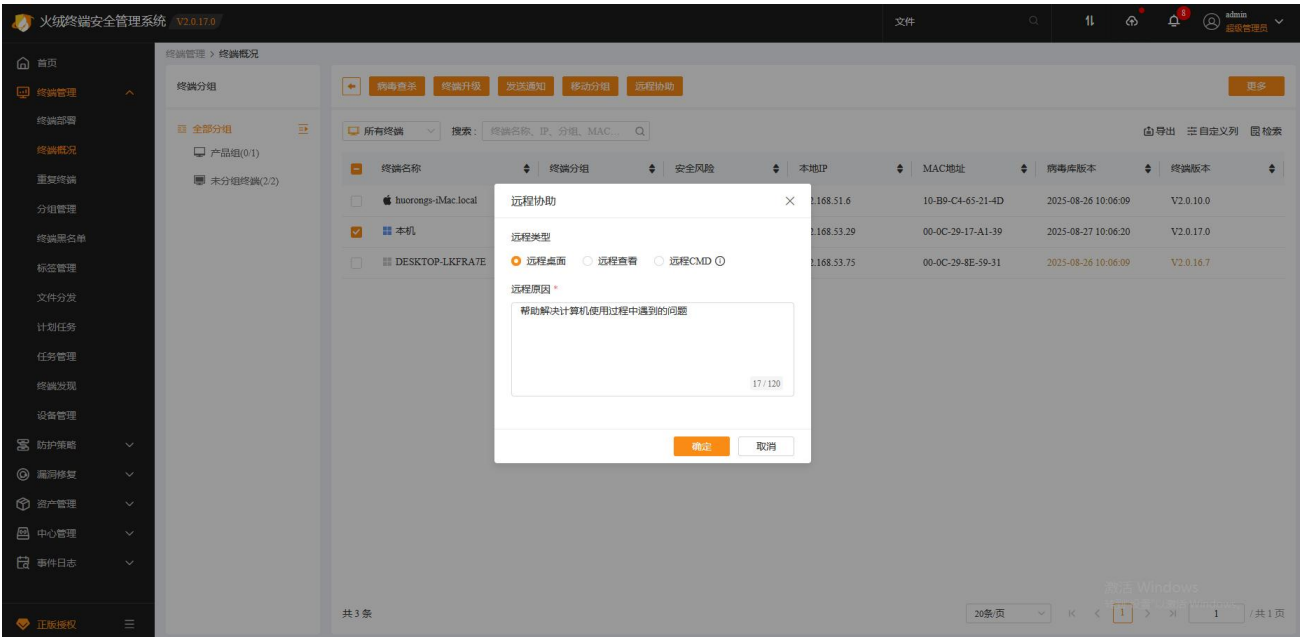 火绒终端安全管理系统 V2.0.17.0
文件
8
admin
超级管理员
首页
终端管理
终端部署
终端概况
重复终端
分组管理
终端黑名单
标签管理
文件分发
计划任务
任务管理
终端发现
设备管理
防护策略
漏洞修复
资产管理
中心管理
事件日志
正版授权
终端管理 > 终端概况
终端分组
全部分组
产品组(0/1)
未分组终端(2/2)
病毒查杀 终端升级 发送通知 移动分组 远程协助 更多
所有终端 搜索: 终端名称、IP、分组、MAC... 导出 自定义列 检索
终端名称 终端分组 安全风险 本地IP MAC地址 病毒库版本 终端版本
huorongs-iMac.local 2.168.51.6 10-B9-C4-65-21-4D 2025-08-26 10:06:09 V2.0.10.0
本机 2.168.53.29 00-0C-29-17-A1-39 2025-08-27 10:06:20 V2.0.17.0
DESKTOP-LKFRA7E 2.168.53.75 00-0C-29-8E-59-31 2025-08-26 10:06:09 V2.0.16.7
远程协助
远程类型
远程桌面 远程查看 远程CMD
远程原因 *
帮助解决计算机使用过程中遇到的问题
17 / 120
确定 取消
激活 Windows
共 3 条 20条/页 1 1 / 共 1 页